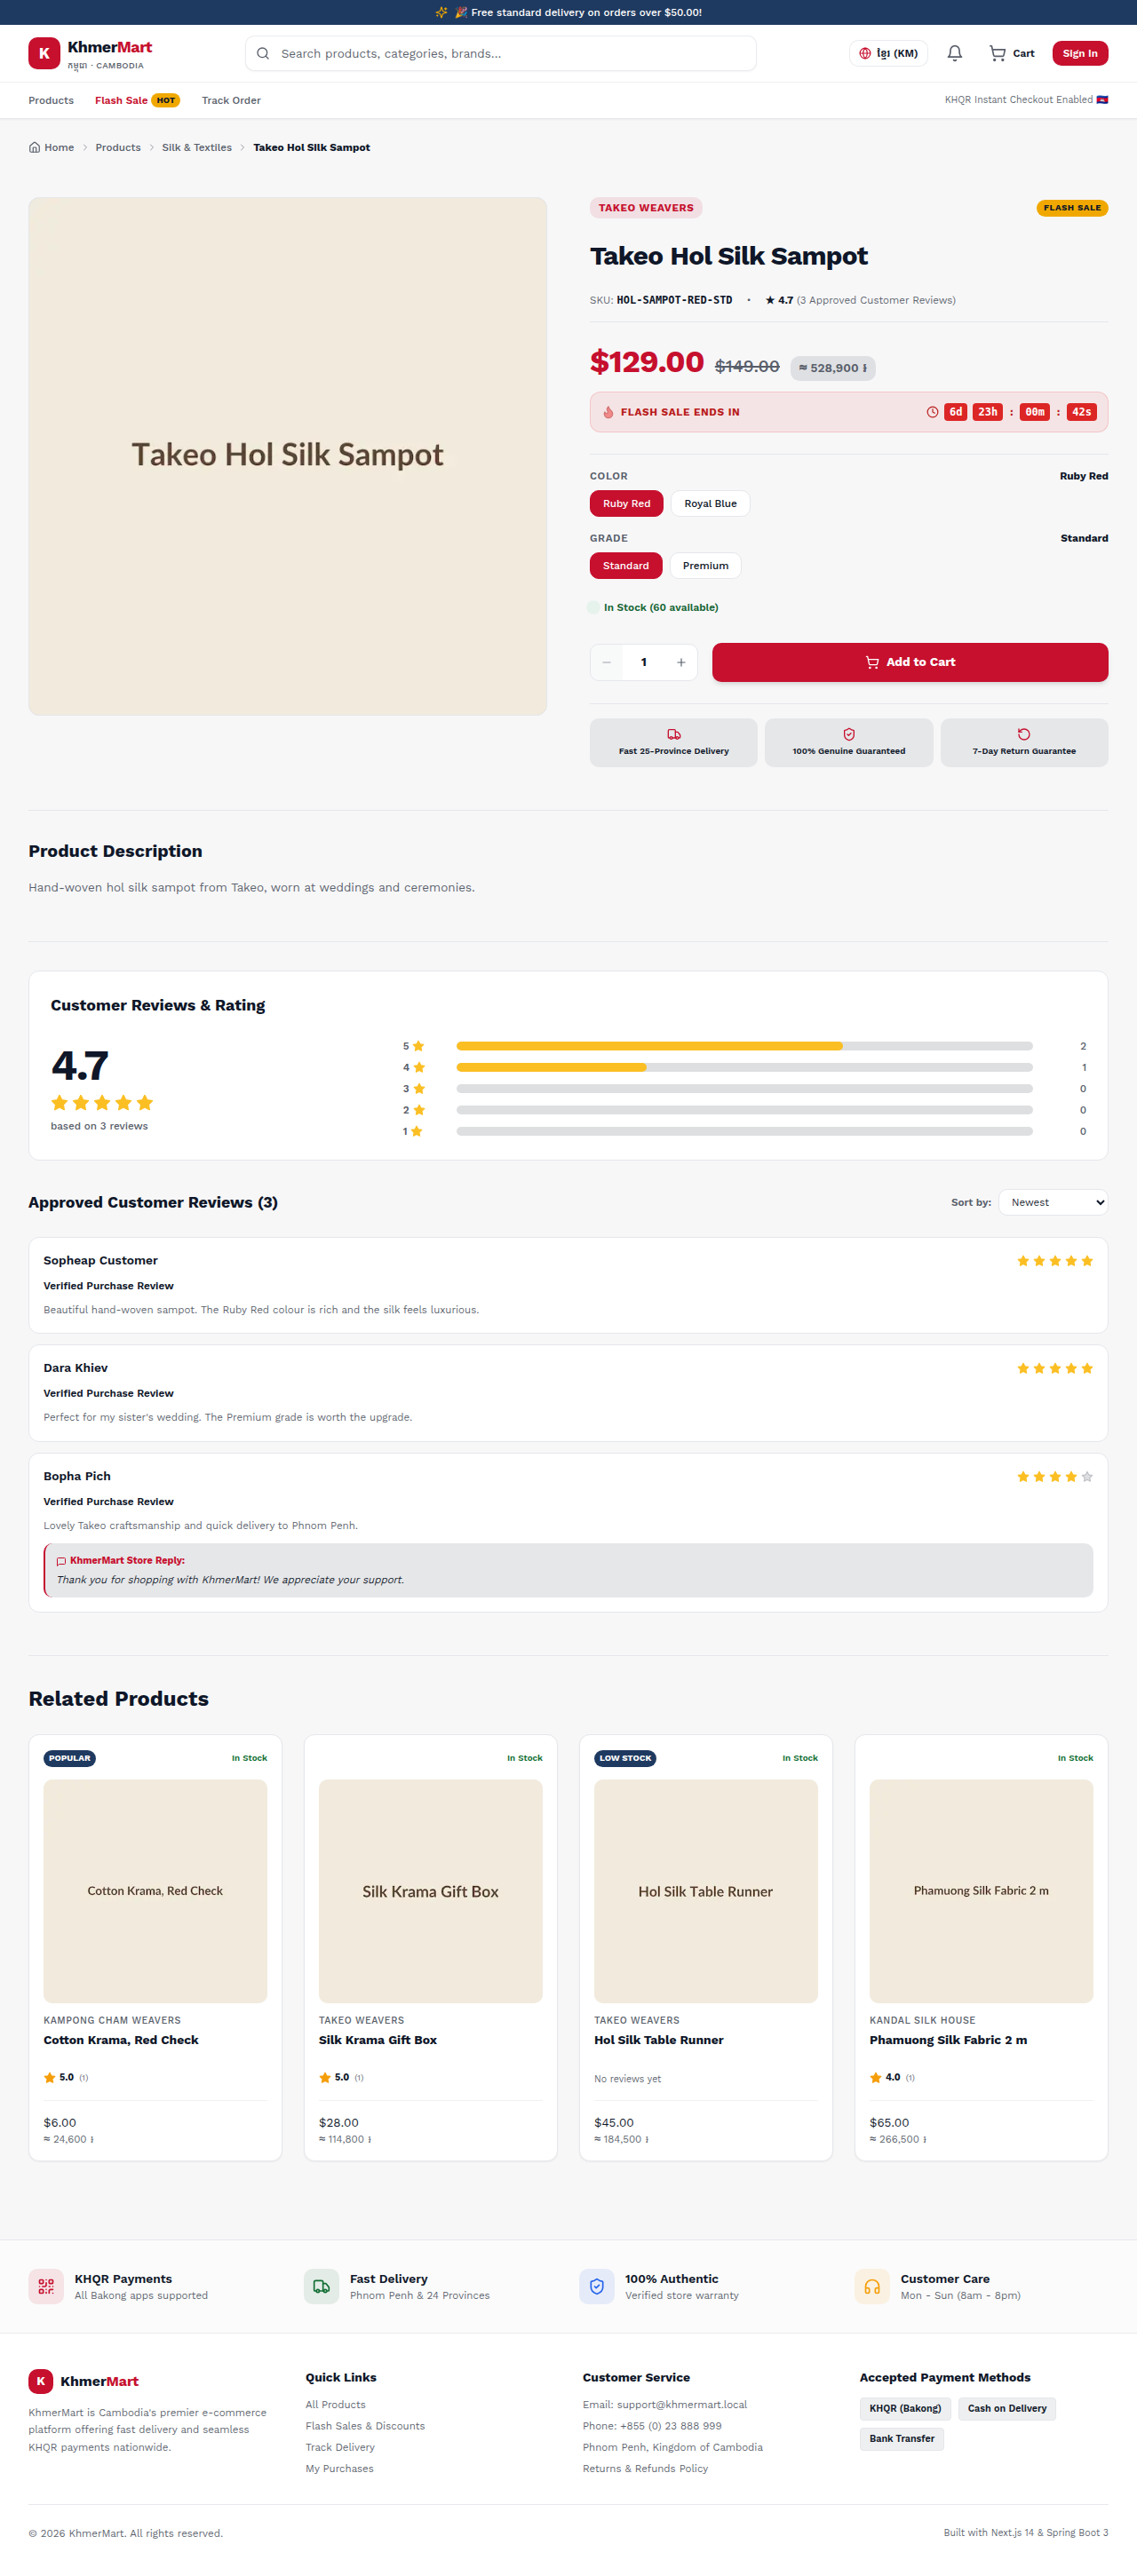 ✨ 🎉 Free standard delivery on orders over $50.00!
K KhmerMart
កម្ពុជា · CAMBODIA
Search products, categories, brands...
ខ្មែរ (KM)
Cart
Sign In
Products Flash Sale HOT Track Order
KHQR Instant Checkout Enabled 🇰🇭
Home > Products > Silk & Textiles > Takeo Hol Silk Sampot
Takeo Hol Silk Sampot
TAKEO WEAVERS
FLASH SALE
Takeo Hol Silk Sampot
SKU: HOL-SAMPOT-RED-STD • ★ 4.7 (3 Approved Customer Reviews)
$129.00 $149.00 ≈ 528,900 ៛
FLASH SALE ENDS IN
6d 23h : 00m : 42s
COLOR
Ruby Red
Ruby Red Royal Blue
GRADE
Standard
Standard Premium
In Stock (60 available)
− 1 +
Add to Cart
Fast 25-Province Delivery
100% Genuine Guaranteed
7-Day Return Guarantee
Product Description
Hand-woven hol silk sampot from Takeo, worn at weddings and ceremonies.
Customer Reviews & Rating
4.7
based on 3 reviews
5 ★ 2
4 ★ 1
3 ★ 0
2 ★ 0
1 ★ 0
Approved Customer Reviews (3)
Sort by: Newest
Sopheap Customer
Verified Purchase Review
Beautiful hand-woven sampot. The Ruby Red colour is rich and the silk feels luxurious.
Dara Khiev
Verified Purchase Review
Perfect for my sister's wedding. The Premium grade is worth the upgrade.
Bopha Pich
Verified Purchase Review
Lovely Takeo craftsmanship and quick delivery to Phnom Penh.
KhmerMart Store Reply:
Thank you for shopping with KhmerMart! We appreciate your support.
Related Products
POPULAR
In Stock
Cotton Krama, Red Check
KAMPONG CHAM WEAVERS
Cotton Krama, Red Check
★ 5.0 (1)
$6.00
≈ 24,600 ៛
In Stock
Silk Krama Gift Box
TAKEO WEAVERS
Silk Krama Gift Box
★ 5.0 (1)
$28.00
≈ 114,800 ៛
LOW STOCK
In Stock
Hol Silk Table Runner
TAKEO WEAVERS
Hol Silk Table Runner
No reviews yet
$45.00
≈ 184,500 ៛
In Stock
Phamuong Silk Fabric 2 m
KANDAL SILK HOUSE
Phamuong Silk Fabric 2 m
★ 4.0 (1)
$65.00
≈ 266,500 ៛
KHQR Payments
All Bakong apps supported
Fast Delivery
Phnom Penh & 24 Provinces
100% Authentic
Verified store warranty
Customer Care
Mon - Sun (8am - 8pm)
K KhmerMart
KhmerMart is Cambodia's premier e-commerce
platform offering fast delivery and seamless
KHQR payments nationwide.
Quick Links
All Products
Flash Sales & Discounts
Track Delivery
My Purchases
Customer Service
Email: support@khmermart.local
Phone: +855 (0) 23 888 999
Phnom Penh, Kingdom of Cambodia
Returns & Refunds Policy
Accepted Payment Methods
KHQR (Bakong) Cash on Delivery
Bank Transfer
© 2026 KhmerMart. All rights reserved.
Built with Next.js 14 & Spring Boot 3